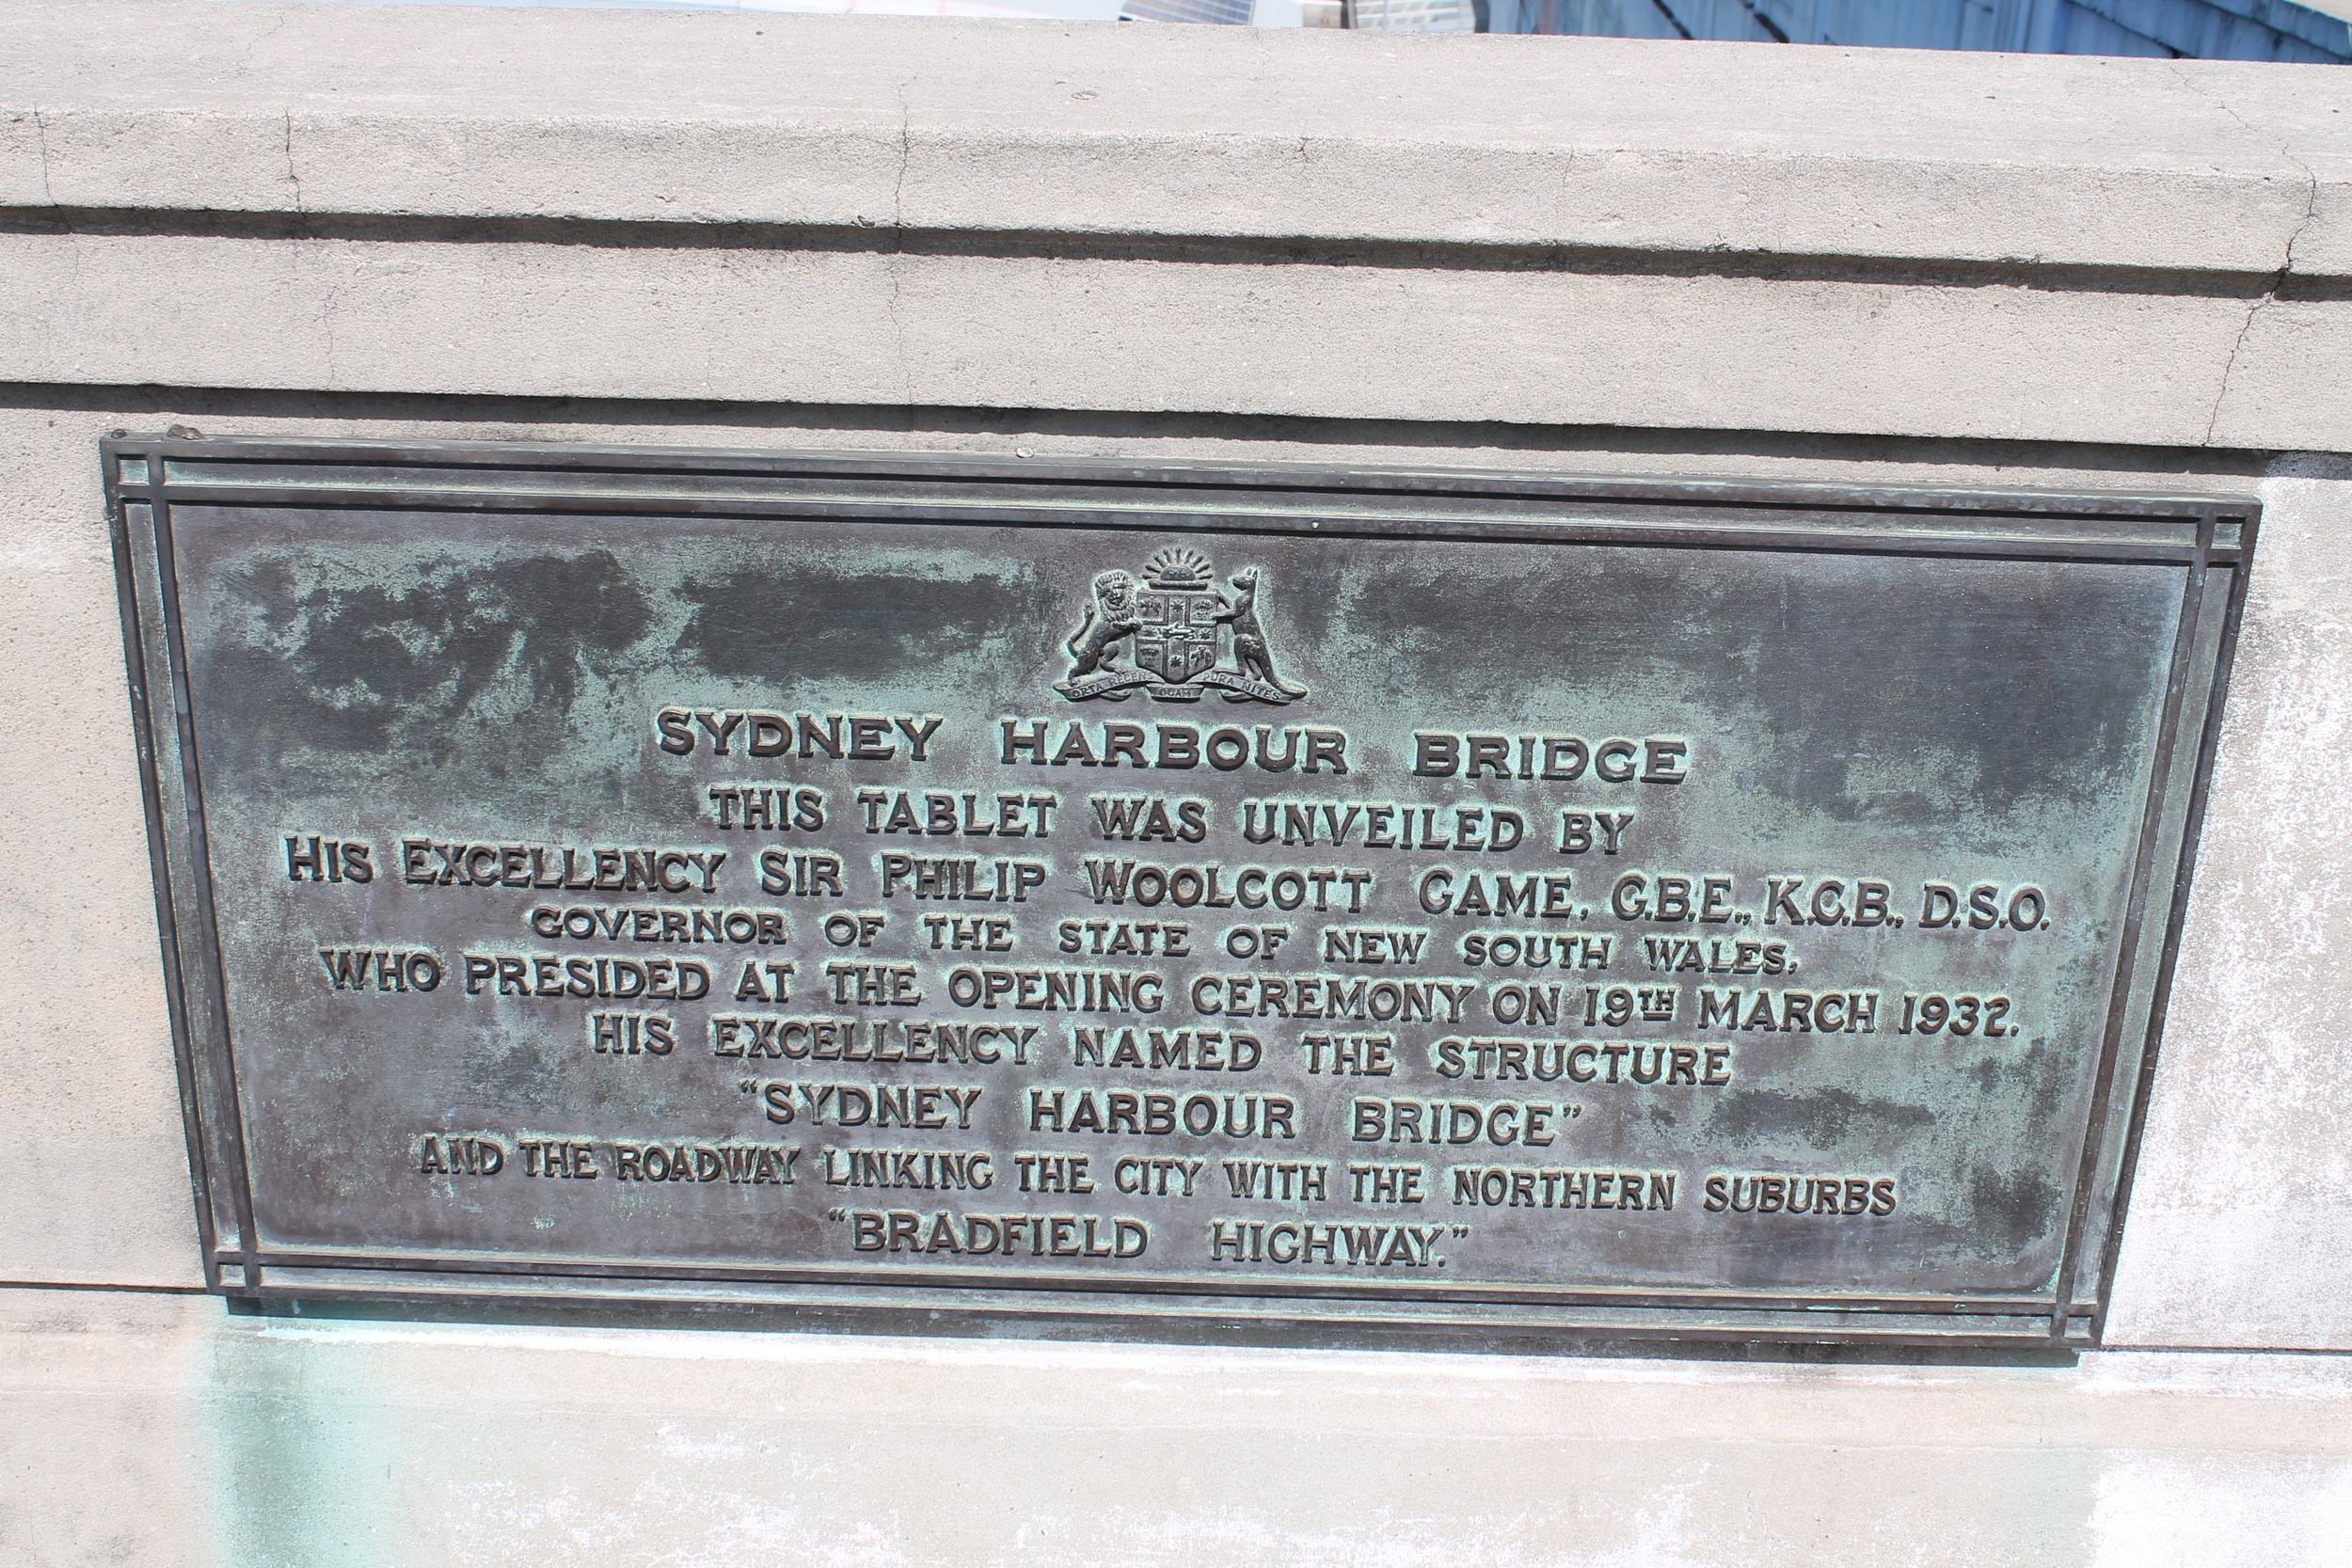 ORTA RECENS QUAM PURA NITES
SYDNEY HARBOUR BRIDGE
THIS TABLET WAS UNVEILED BY
HIS EXCELLENCY SIR PHILIP WOOLCOTT GAME, G.B.E., K.C.B., D.S.O.
GOVERNOR OF THE STATE OF NEW SOUTH WALES,
WHO PRESIDED AT THE OPENING CEREMONY ON 19TH MARCH 1932.
HIS EXCELLENCY NAMED THE STRUCTURE
"SYDNEY HARBOUR BRIDGE"
AND THE ROADWAY LINKING THE CITY WITH THE NORTHERN SUBURBS
"BRADFIELD HIGHWAY."